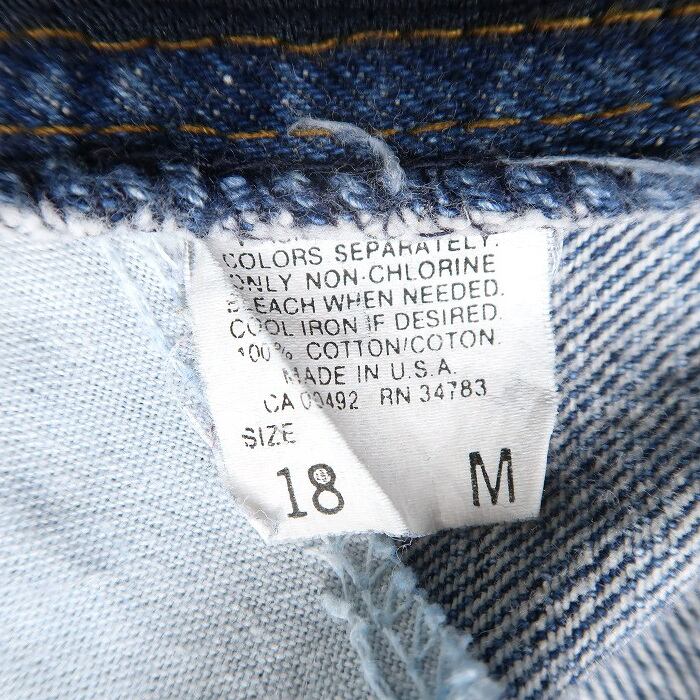 COLORS SEPARATELY.
ONLY NON-CHLORINE
BLEACH WHEN NEEDED.
COOL IRON IF DESIRED.
100% COTTON/COTON.
MADE IN U.S.A.
CA 00492 RN 34783
SIZE
18 M